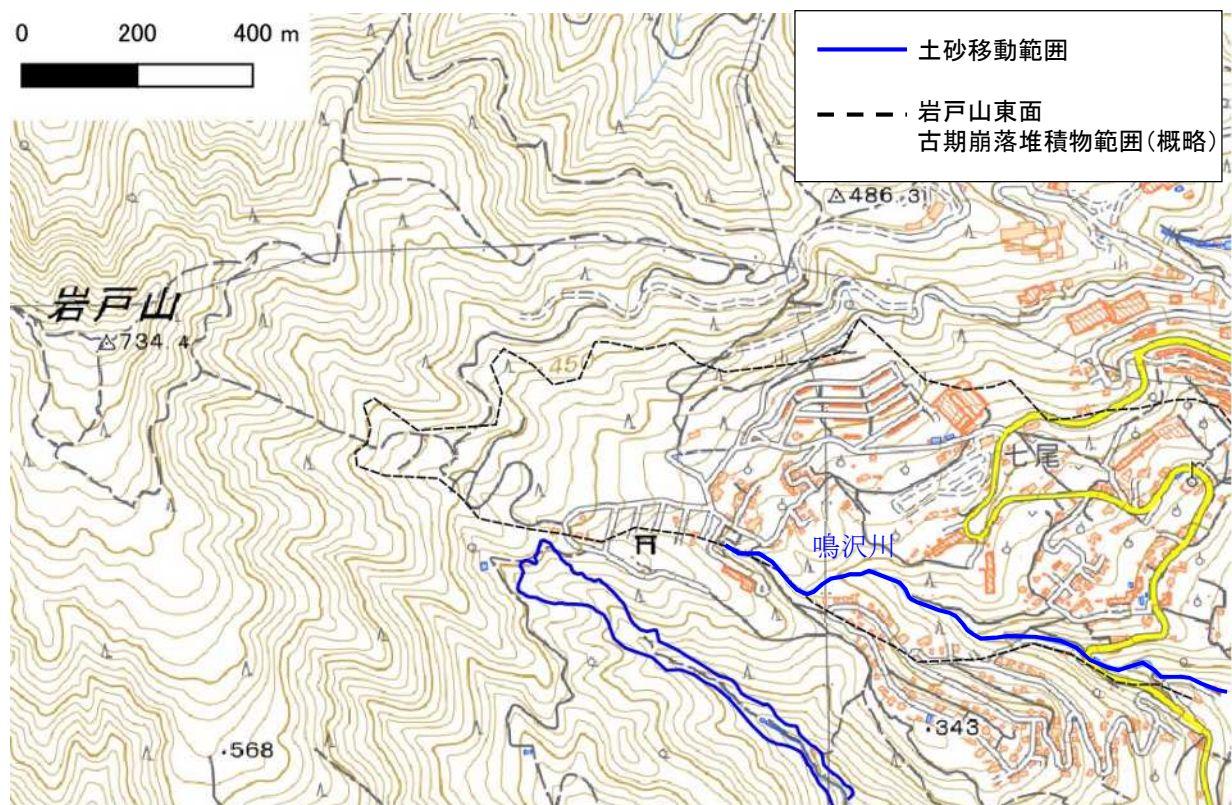 0 200 400 m
土砂移動範囲
岩戸山東面
古期崩落堆積物範囲(概略)
486.3
岩戸山
734.4
450
七尾
鳴沢川
・343
・568